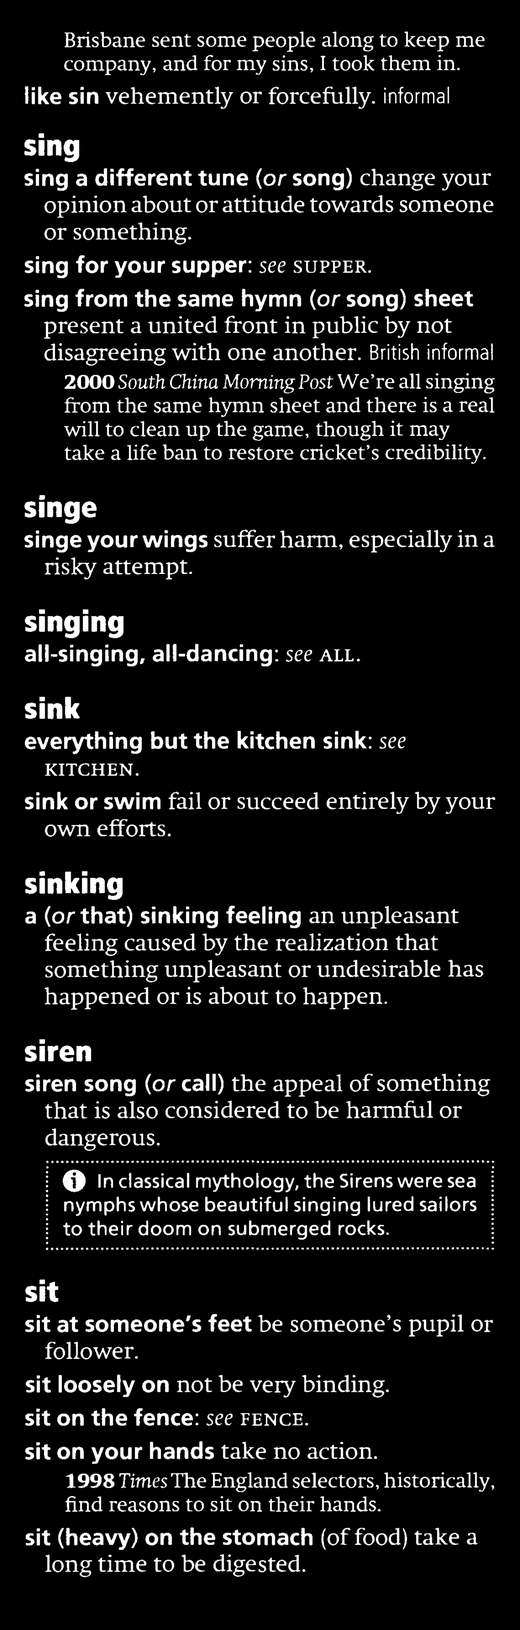 Brisbane sent some people along to keep me
company, and for my sins, I took them in.
like sin vehemently or forcefully. informal
sing
sing a different tune (or song) change your
opinion about or attitude towards someone
or something.
sing for your supper: see SUPPER.
sing from the same hymn (or song) sheet
present a united front in public by not
disagreeing with one another. British informal
2000 South China Morning Post We're all singing
from the same hymn sheet and there is a real
will to clean up the game, though it may
take a life ban to restore cricket's credibility.
singe
singe your wings suffer harm, especially in a
risky attempt.
singing
all-singing, all-dancing: see ALL.
sink
everything but the kitchen sink: see
KITCHEN.
sink or swim fail or succeed entirely by your
own efforts.
sinking
a (or that) sinking feeling an unpleasant
feeling caused by the realization that
something unpleasant or undesirable has
happened or is about to happen.
siren
siren song (or call) the appeal of something
that is also considered to be harmful or
dangerous.
i In classical mythology, the Sirens were sea
nymphs whose beautiful singing lured sailors
to their doom on submerged rocks.
sit
sit at someone's feet be someone's pupil or
follower.
sit loosely on not be very binding.
sit on the fence: see FENCE.
sit on your hands take no action.
1998 Times The England selectors, historically,
find reasons to sit on their hands.
sit (heavy) on the stomach (of food) take a
long time to be digested.